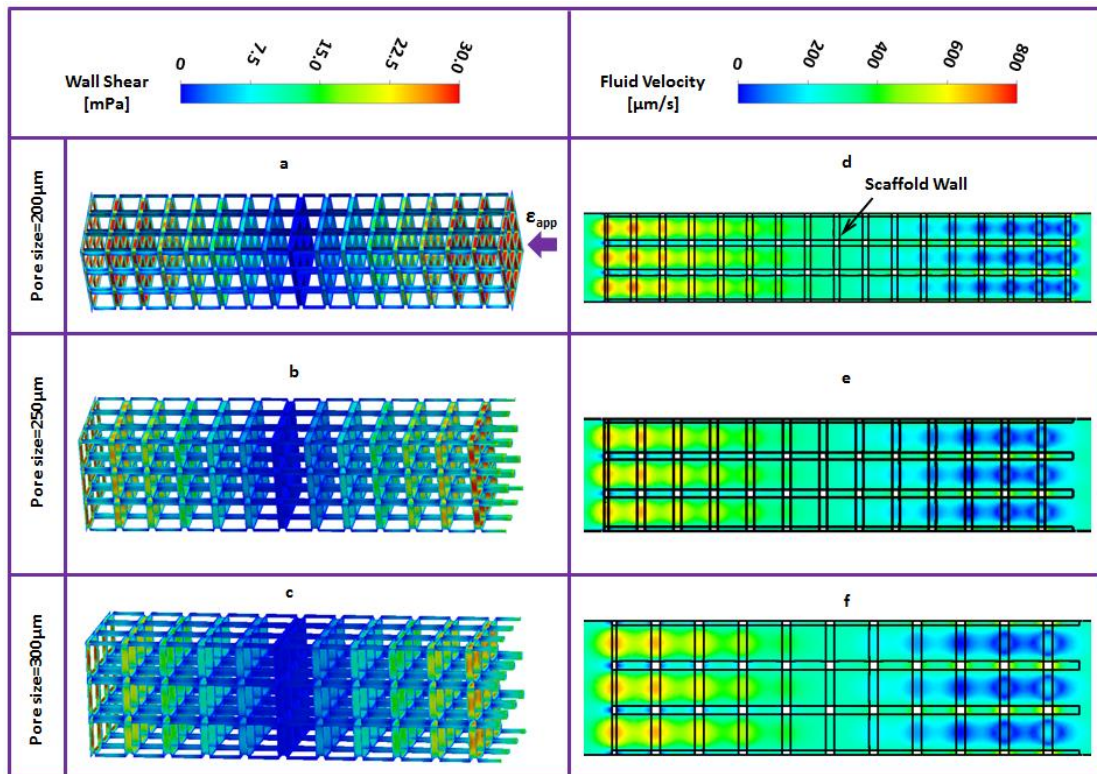 Wall Shear
[mPa]
0
7.5
15.0
22.5
30.0
Fluid Velocity
[µm/s]
0
200
400
600
800
Pore size=200µm
a
εapp
d
Scaffold Wall
Pore size=250µm
b
e
Pore size=300µm
c
f